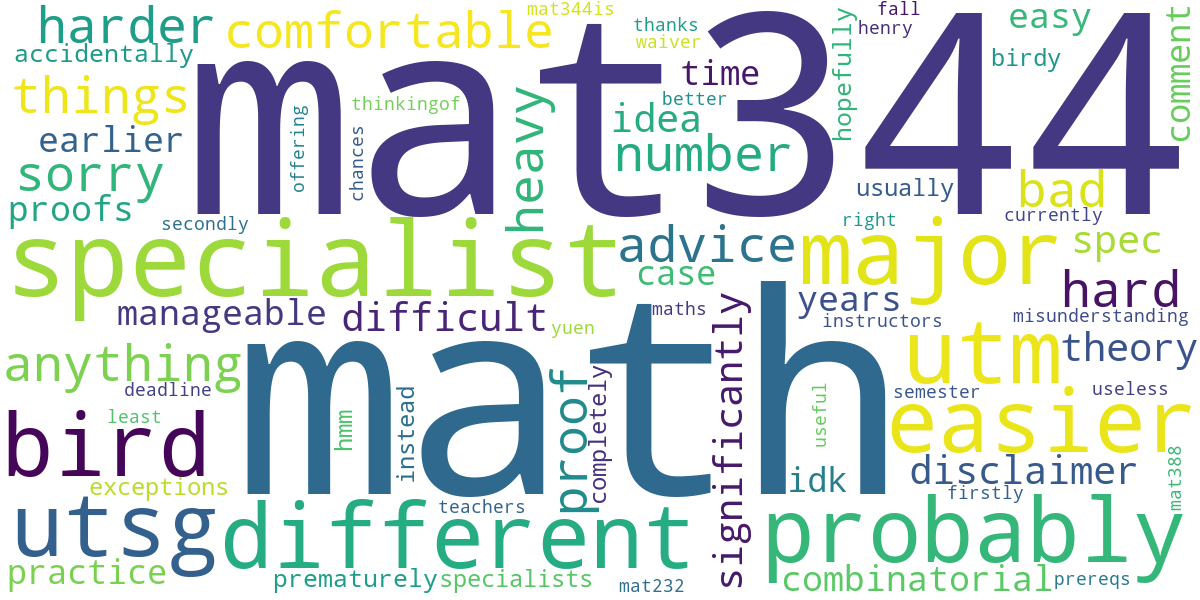 mat344
math
specialist
different
probably
easier
utsg
utm
major
bird
harder
comfortable
accidentally
things
earlier
sorry
proofs
secondly
offering
chances
thinkingof
mat344is
heavy
thanks
waiver
time
better
idea
number
fall
henry
hopefully
easy
birdy
comment
usually
bad
currently
right
advice
case
spec
hard
years
instructors
misunderstanding
theory
manageable
difficult
yuen
maths
significantly
anything
deadline
least
hmm
instead
proof
completely
useful
semester
useless
exceptions
idk
disclaimer
firstly
mat388
teachers
practice
prematurely
specialists
mat232
combinatorial
prereqs